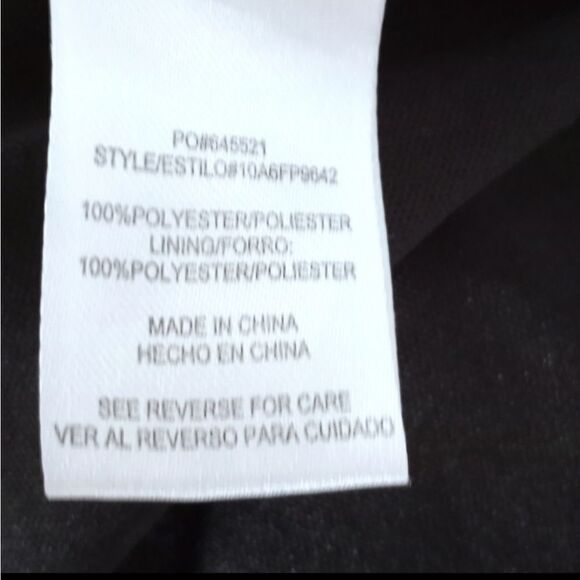 PO#645521
STYLE/ESTILO#10A6FP9642
100%POLYESTER/POLIESTER
LINING/FORRO:
100%POLYESTER/POLIESTER
MADE IN CHINA
HECHO EN CHINA
SEE REVERSE FOR CARE
VER AL REVERSO PARA CUIDADO